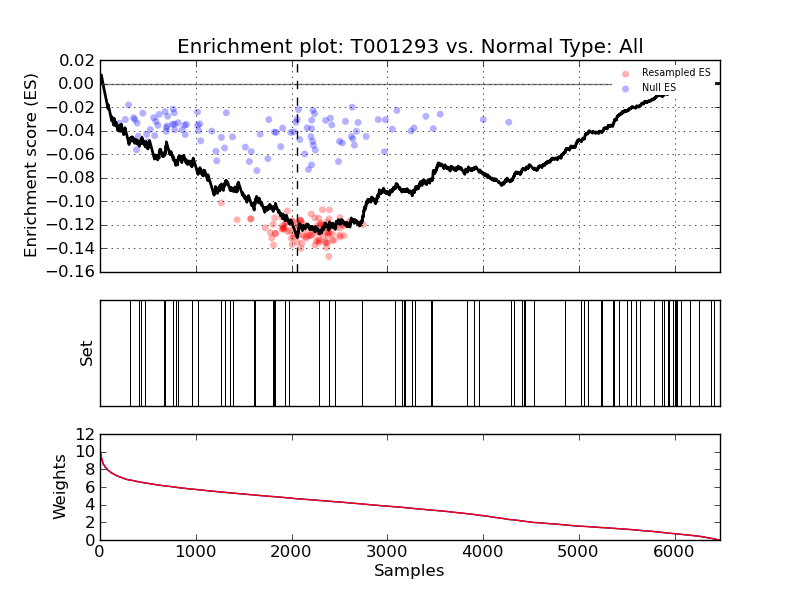 Enrichment plot: T001293 vs. Normal Type: All
Enrichment score (ES)
0.02
0.00
−0.02
−0.04
−0.06
−0.08
−0.10
−0.12
−0.14
−0.16
Resampled ES
Null ES
Set
Weights
12
10
8
6
4
2
0
0 1000 2000 3000 4000 5000 6000
Samples